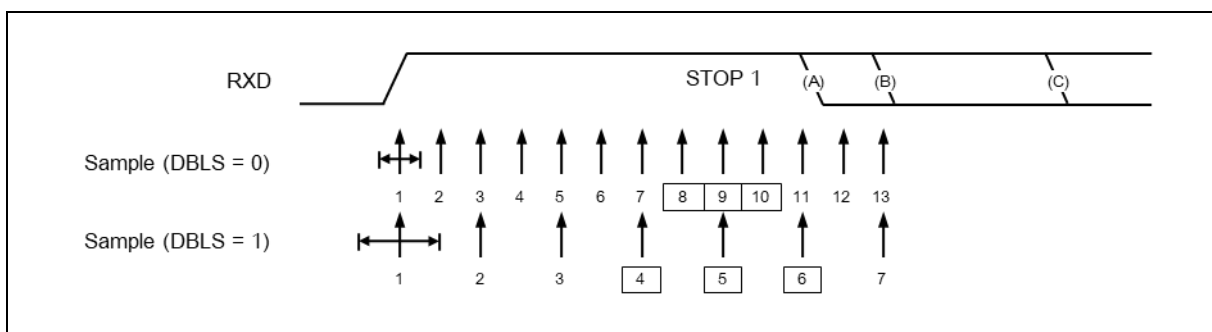 RXD STOP 1 (A) (B) (C)
Sample (DBLS = 0)
1 2 3 4 5 6 7 8 9 10 11 12 13
Sample (DBLS = 1)
1 2 3 4 5 6 7